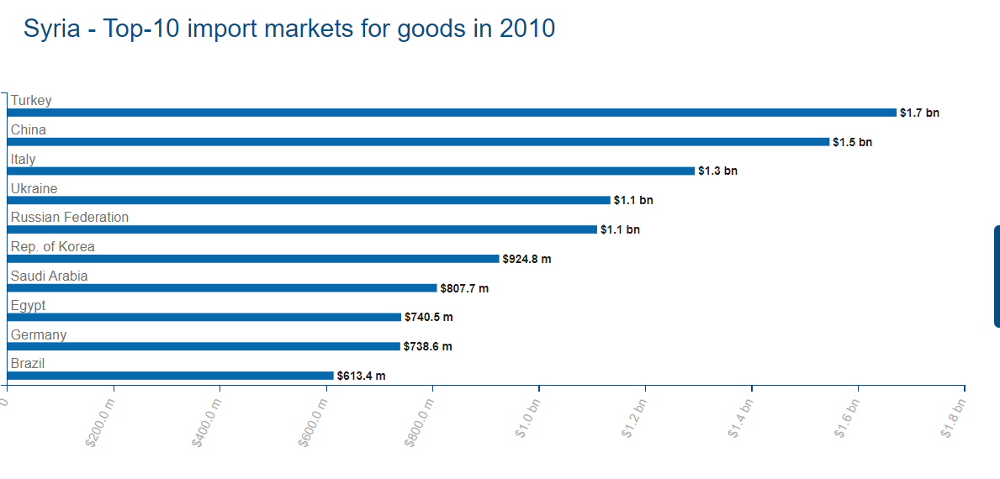 Syria - Top-10 import markets for goods in 2010
Turkey
$1.7 bn
China
$1.5 bn
Italy
$1.3 bn
Ukraine
$1.1 bn
Russian Federation
$1.1 bn
Rep. of Korea
$924.8 m
Saudi Arabia
$807.7 m
Egypt
$740.5 m
Germany
$738.6 m
Brazil
$613.4 m
0 $200.0 m $400.0 m $600.0 m $800.0 m $1.0 bn $1.2 bn $1.4 bn $1.6 bn $1.8 bn